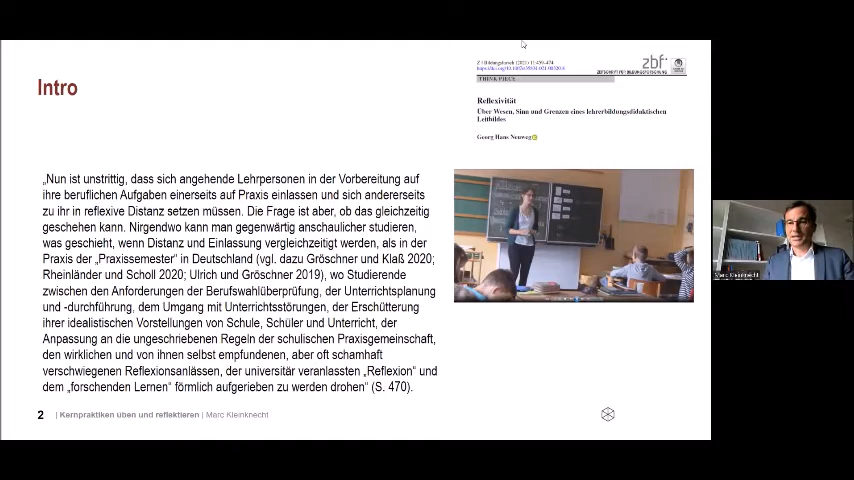 Z f Bildungsforsch (2021) 11:459–474
zbf
ZEITSCHRIFT FÜR BILDUNGSFORSCHUNG
THINK PIECE
Intro
Reflexivität
Über Wesen, Sinn und Grenzen eines lehrerbildungsdidaktischen
Leitbildes
Georg Hans Neuweg
„Nun ist unstrittig, dass sich angehende Lehrpersonen in der Vorbereitung auf
ihre beruflichen Aufgaben einerseits auf Praxis einlassen und sich andererseits
zu ihr in reflexive Distanz setzen müssen. Die Frage ist aber, ob das gleichzeitig
geschehen kann. Nirgendwo kann man gegenwärtig anschaulicher studieren,
was geschieht, wenn Distanz und Einlassung vergleichzeitigt werden, als in der
Praxis der „Praxissemester“ in Deutschland (vgl. dazu Gröschner und Klaß 2020;
Rheinländer und Scholl 2020; Ulrich und Gröschner 2019), wo Studierende
zwischen den Anforderungen der Berufswahlüberprüfung, der Unterrichtsplanung
und -durchführung, dem Umgang mit Unterrichtsstörungen, der Erschütterung
ihrer idealistischen Vorstellungen von Schule, Schüler und Unterricht, der
Anpassung an die ungeschriebenen Regeln der schulischen Praxisgemeinschaft,
den wirklichen und von ihnen selbst empfundenen, aber oft schamhaft
verschwiegenen Reflexionsanlässen, der universitär veranlassten „Reflexion“ und
dem „forschenden Lernen“ förmlich aufgerieben zu werden drohen“ (S. 470).
Marc Kleinknecht
2 | Kernpraktiken üben und reflektieren | Marc Kleinknecht